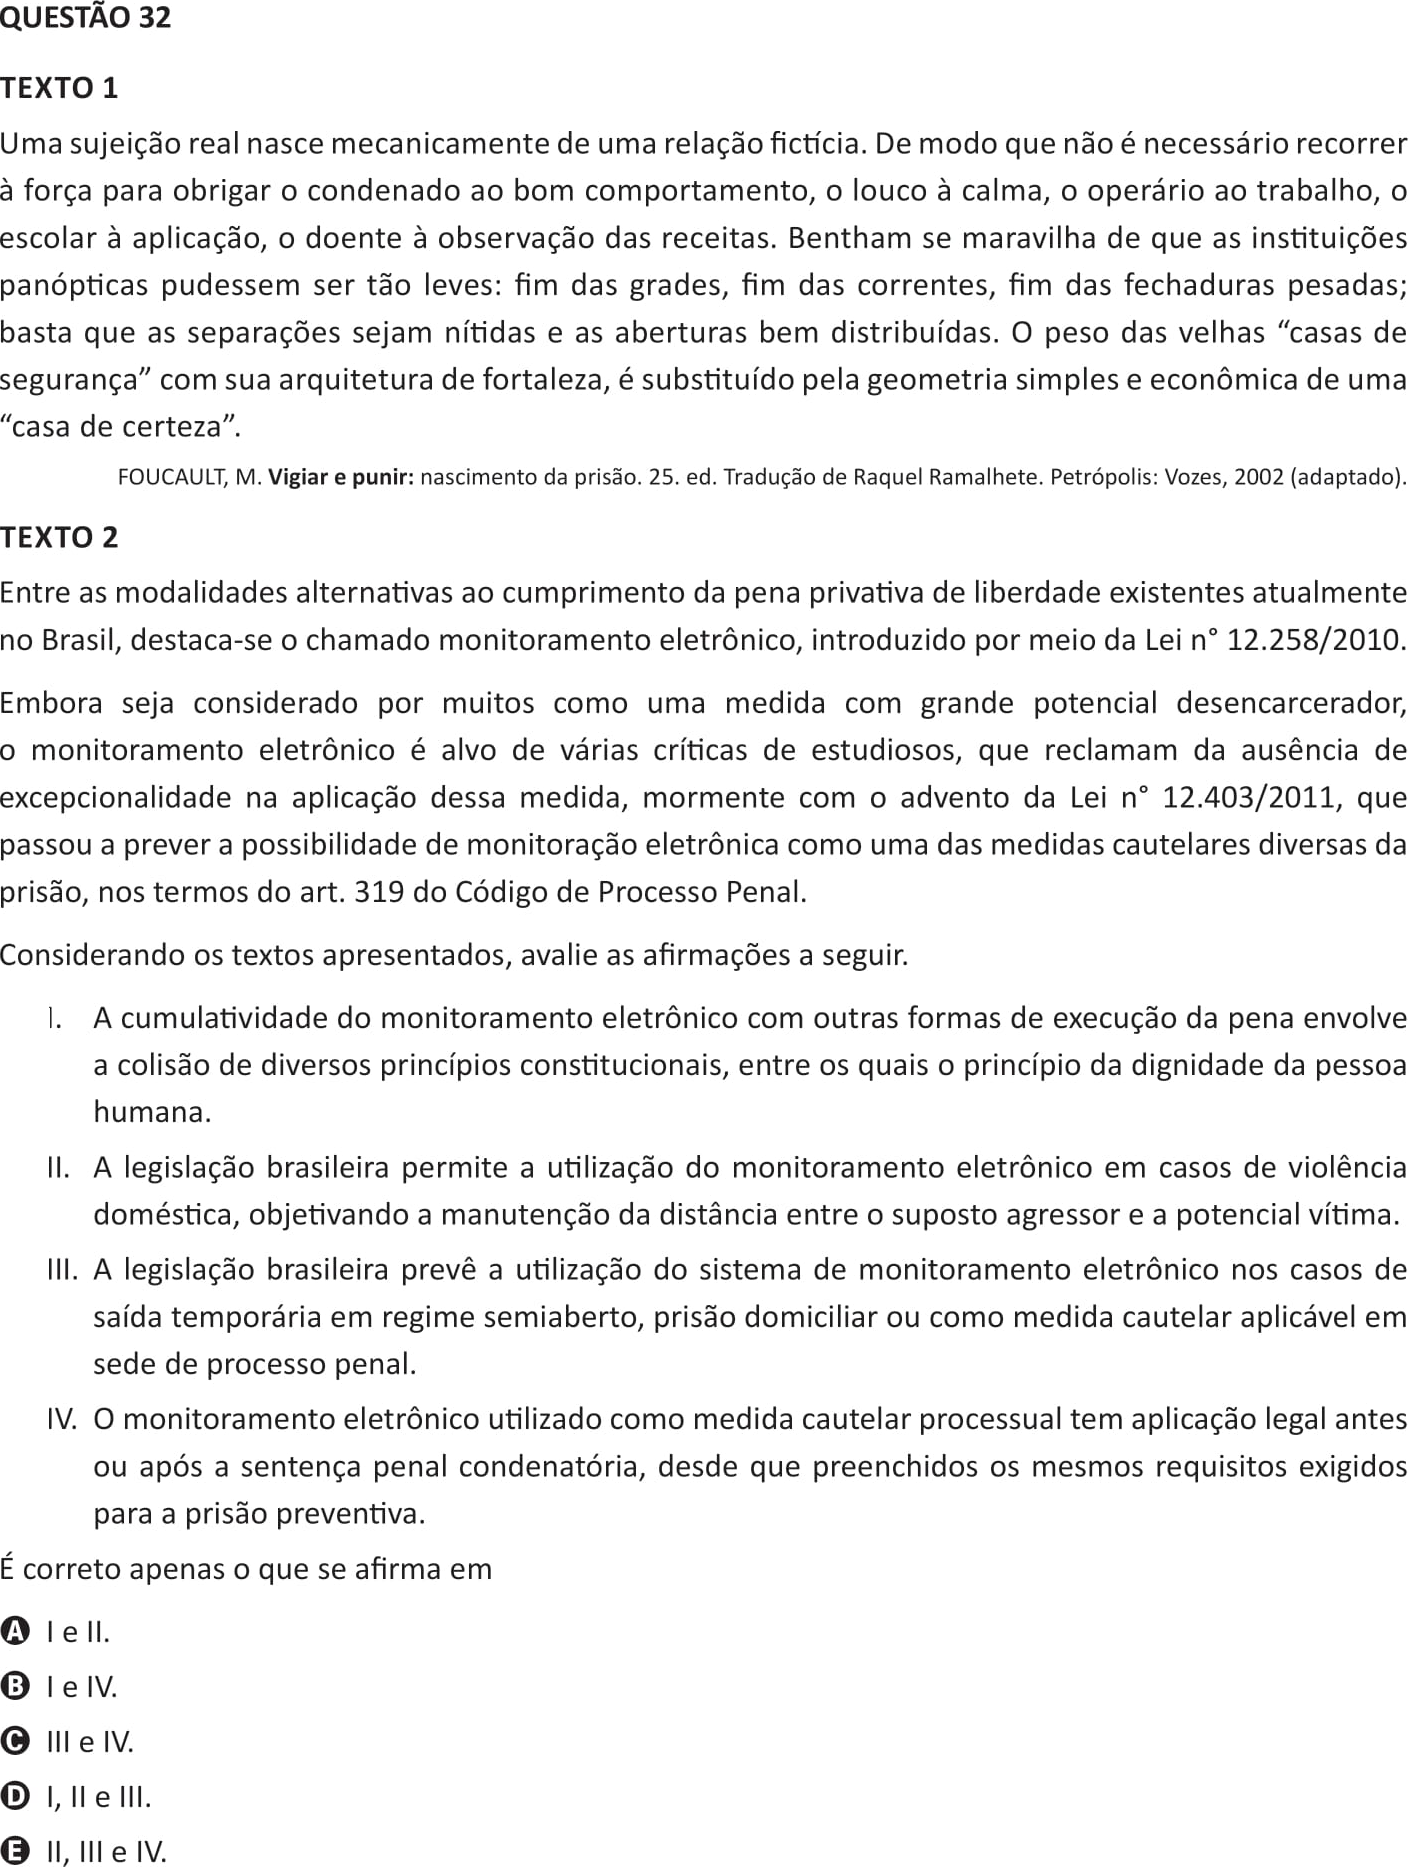 QUESTÃO 32
TEXTO 1
Uma sujeição real nasce mecanicamente de uma relação fictícia. De modo que não é necessário recorrer
à força para obrigar o condenado ao bom comportamento, o louco à calma, o operário ao trabalho, o
escolar à aplicação, o doente à observação das receitas. Bentham se maravilha de que as instituições
panópticas pudessem ser tão leves: fim das grades, fim das correntes, fim das fechaduras pesadas;
basta que as separações sejam nítidas e as aberturas bem distribuídas. O peso das velhas “casas de
segurança” com sua arquitetura de fortaleza, é substituído pela geometria simples e econômica de uma
“casa de certeza”.
FOUCAULT, M. Vigiar e punir: nascimento da prisão. 25. ed. Tradução de Raquel Ramalhete. Petrópolis: Vozes, 2002 (adaptado).
TEXTO 2
Entre as modalidades alternativas ao cumprimento da pena privativa de liberdade existentes atualmente
no Brasil, destaca-se o chamado monitoramento eletrônico, introduzido por meio da Lei n° 12.258/2010.
Embora seja considerado por muitos como uma medida com grande potencial desencarcerador,
o monitoramento eletrônico é alvo de várias críticas de estudiosos, que reclamam da ausência de
excepcionalidade na aplicação dessa medida, mormente com o advento da Lei n° 12.403/2011, que
passou a prever a possibilidade de monitoração eletrônica como uma das medidas cautelares diversas da
prisão, nos termos do art. 319 do Código de Processo Penal.
Considerando os textos apresentados, avalie as afirmações a seguir.
I. A cumulatividade do monitoramento eletrônico com outras formas de execução da pena envolve
a colisão de diversos princípios constitucionais, entre os quais o princípio da dignidade da pessoa
humana.
II. A legislação brasileira permite a utilização do monitoramento eletrônico em casos de violência
doméstica, objetivando a manutenção da distância entre o suposto agressor e a potencial vítima.
III. A legislação brasileira prevê a utilização do sistema de monitoramento eletrônico nos casos de
saída temporária em regime semiaberto, prisão domiciliar ou como medida cautelar aplicável em
sede de processo penal.
IV. O monitoramento eletrônico utilizado como medida cautelar processual tem aplicação legal antes
ou após a sentença penal condenatória, desde que preenchidos os mesmos requisitos exigidos
para a prisão preventiva.
É correto apenas o que se afirma em
A I e II.
B I e IV.
C III e IV.
D I, II e III.
E II, III e IV.